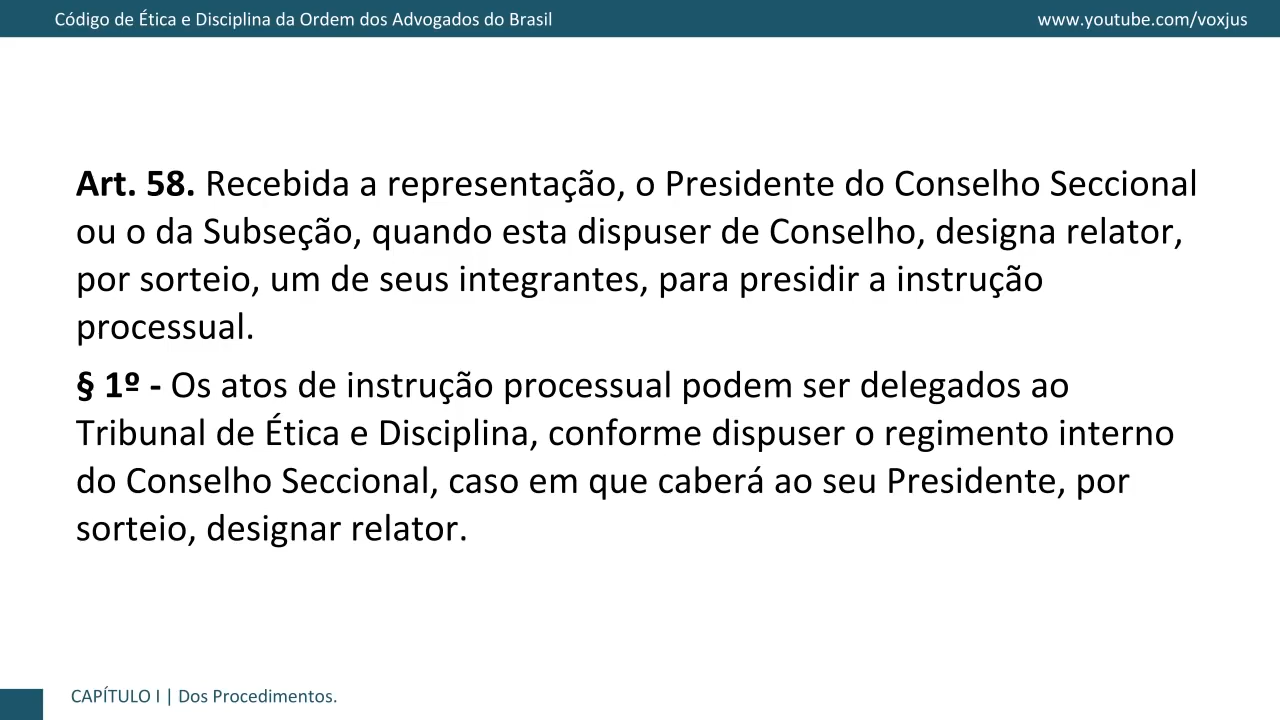 Código de Ética e Disciplina da Ordem dos Advogados do Brasil
www.youtube.com/voxjus
Art. 58. Recebida a representação, o Presidente do Conselho Seccional
ou o da Subseção, quando esta dispuser de Conselho, designa relator,
por sorteio, um de seus integrantes, para presidir a instrução
processual.
§ 1º - Os atos de instrução processual podem ser delegados ao
Tribunal de Ética e Disciplina, conforme dispuser o regimento interno
do Conselho Seccional, caso em que caberá ao seu Presidente, por
sorteio, designar relator.
CAPÍTULO I | Dos Procedimentos.